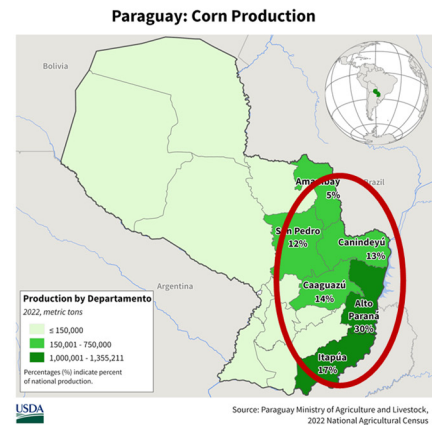 Paraguay: Corn Production
Bolivia
Amambay
5%
Brazil
San Pedro
12%
Canindeyú
13%
Argentina
Caaguazú
14%
Alto
Paraná
30%
Itapúa
17%
Production by Departamento
2022, metric tons
≤ 150,000
150,001 - 750,000
1,000,001 - 1,355,211
Percentages (%) indicate percent
of national production.
USDA
Source: Paraguay Ministry of Agriculture and Livestock,
2022 National Agricultural Census